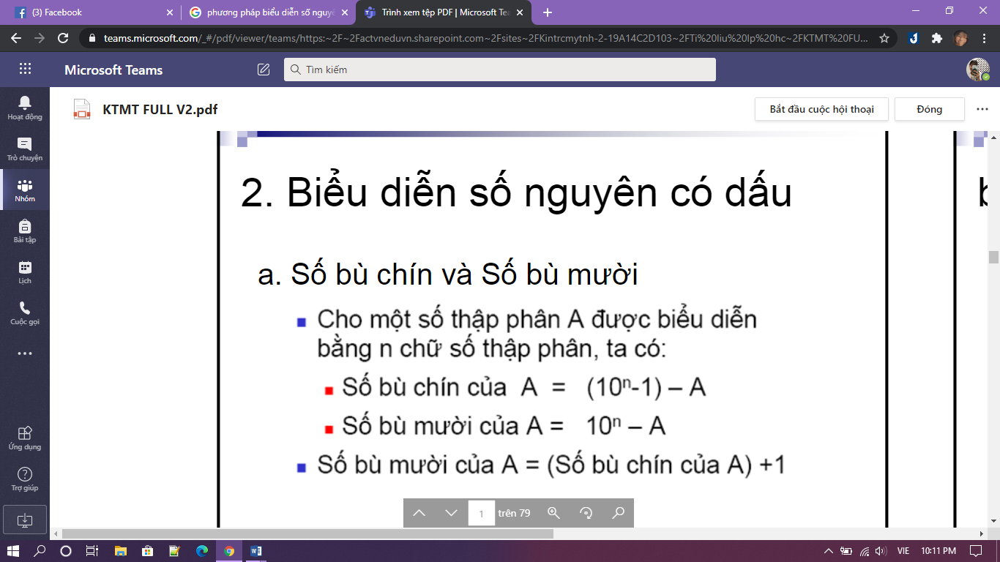 (3) Facebook
phương pháp biểu diễn số nguyê
Trình xem tệp PDF | Microsoft Tea
teams.microsoft.com/_#/pdf/viewer/teams/https:~2F~2Factvneduvn.sharepoint.com~2Fsites~2FKintrcmytnh-2-19A14C2D103~2FTi%20liu%20lp%20hc~2FKTMT%20FU...
Microsoft Teams
Tìm kiếm
Hoạt động
Trò chuyện
Nhóm
Bài tập
Lịch
Cuộc gọi
Ứng dụng
Trợ giúp
KTMT FULL V2.pdf
Bắt đầu cuộc hội thoại
Đóng
2. Biểu diễn số nguyên có dấu
a. Số bù chín và Số bù mười
Cho một số thập phân A được biểu diễn
bằng n chữ số thập phân, ta có:
Số bù chín của A = (10ⁿ-1) – A
Số bù mười của A = 10ⁿ – A
Số bù mười của A = (Số bù chín của A) +1
1 trên 79
VIE 10:11 PM